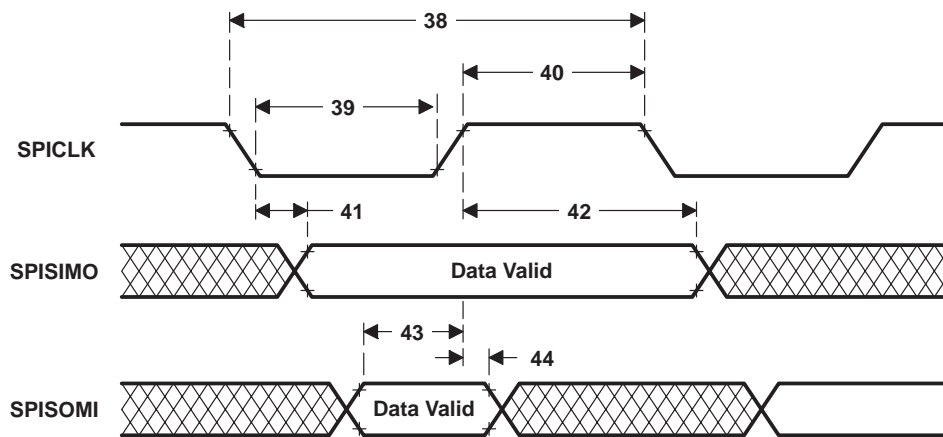 38
40
39
SPICLK
41
42
SPISIMO
Data Valid
43
44
SPISOMI
Data Valid